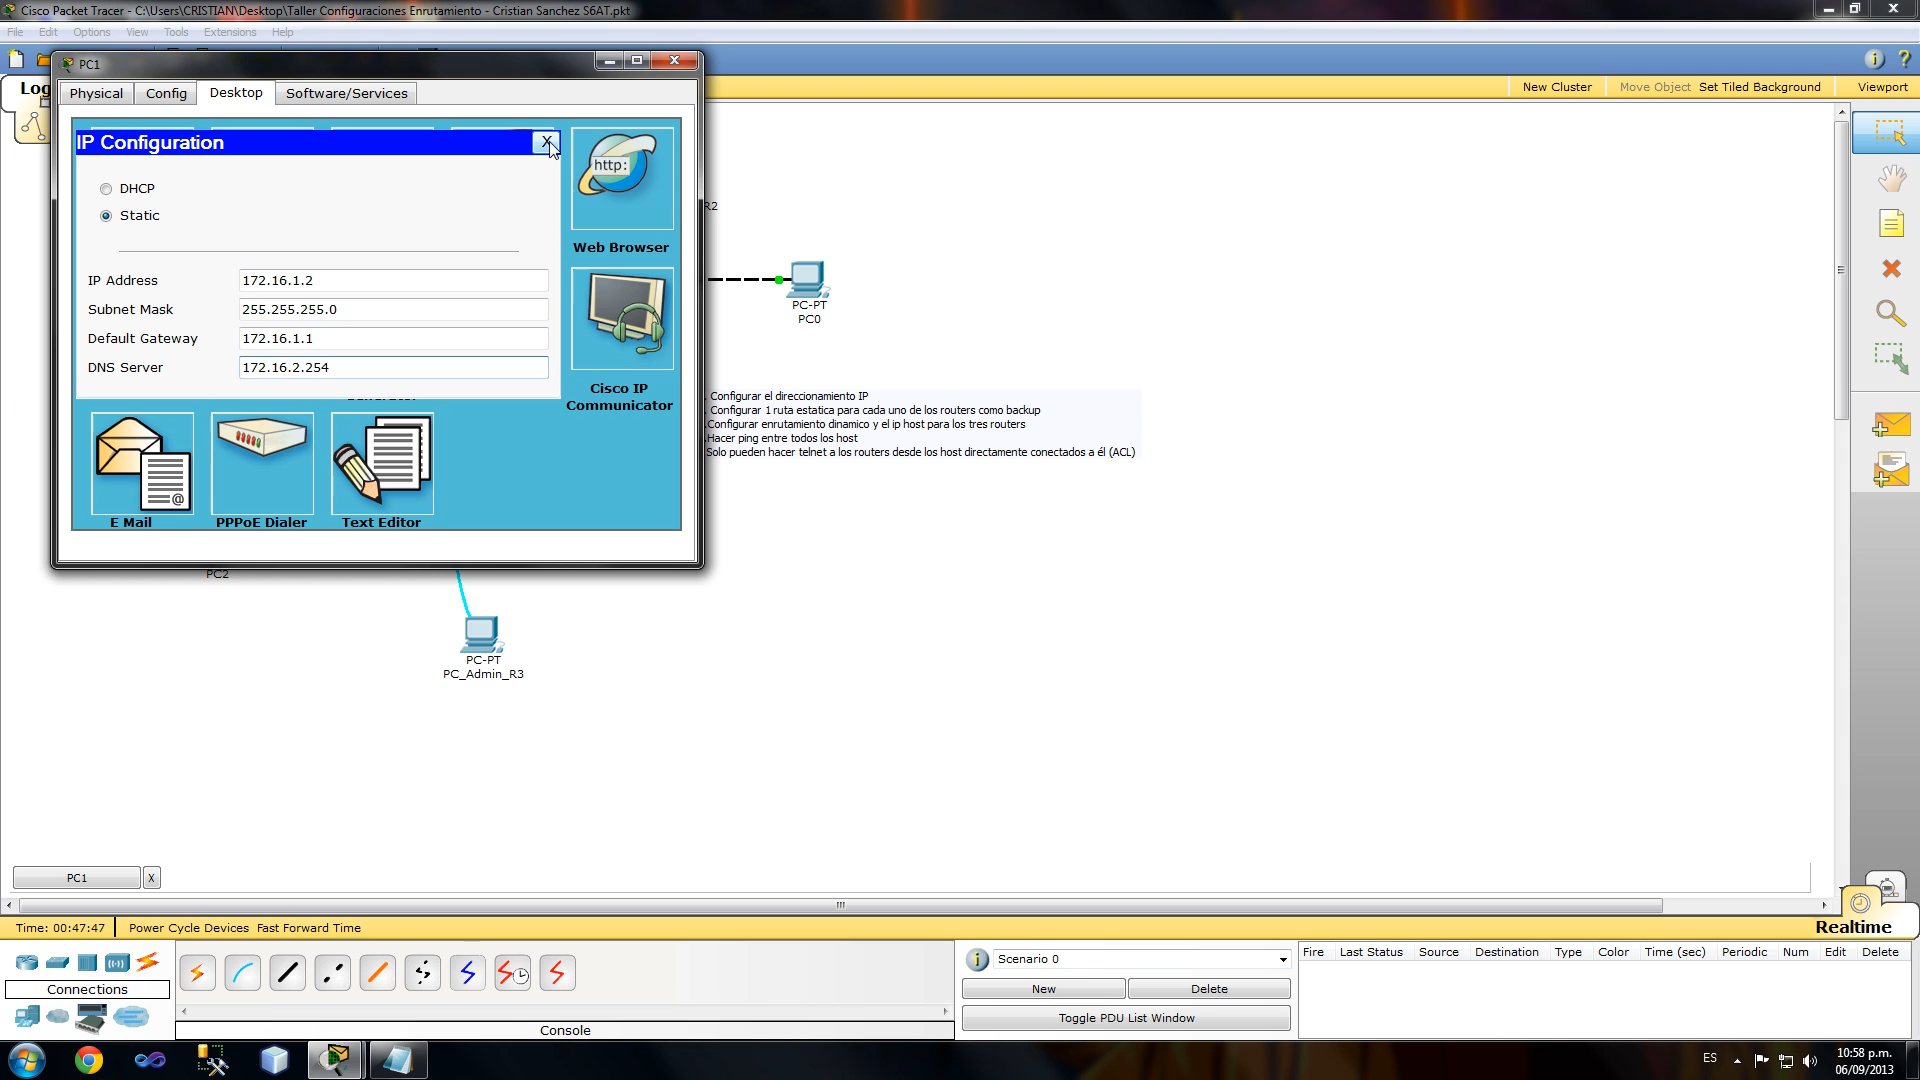 Cisco Packet Tracer - C:\Users\CRISTIAN\Desktop\Taller Configuraciones Enrutamiento - Cristian Sanchez S6AT.pkt
File Edit Options View Tools Extensions Help
PC1
Log
New Cluster Move Object Set Tiled Background Viewport
Physical Config Desktop Software/Services
IP Configuration X
http:
DHCP
Static
IP Address 172.16.1.2
Subnet Mask 255.255.255.0
Default Gateway 172.16.1.1
DNS Server 172.16.2.254
Web Browser
Cisco IP
Communicator
E Mail PPPoE Dialer Text Editor
R2
PC-PT
PC0
Configurar el direccionamiento IP
Configurar 1 ruta estatica para cada uno de los routers como backup
Configurar enrutamiento dinamico y el ip host para los tres routers
Hacer ping entre todos los host
Solo pueden hacer telnet a los routers desde los host directamente conectados a él (ACL)
PC2
PC-PT
PC_Admin_R3
PC1 X
Time: 00:47:47 Power Cycle Devices Fast Forward Time
Realtime
Connections
Console
Scenario 0
New Delete
Toggle PDU List Window
Fire Last Status Source Destination Type Color Time (sec) Periodic Num Edit Delete
ES
10:58 p.m.
06/09/2013